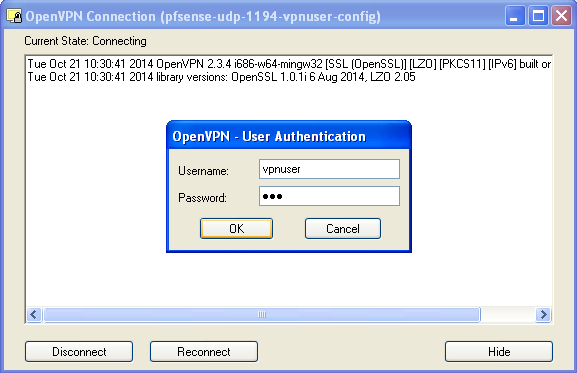 OpenVPN Connection (pfsense-udp-1194-vpnuser-config)
Current State: Connecting
Tue Oct 21 10:30:41 2014 OpenVPN 2.3.4 i686-w64-mingw32 [SSL (OpenSSL)] [LZO] [PKCS11] [IPv6] built or
Tue Oct 21 10:30:41 2014 library versions: OpenSSL 1.0.1i 6 Aug 2014, LZO 2.05
OpenVPN - User Authentication
Username: vpnuser
Password: ●●●
OK Cancel
Disconnect Reconnect Hide